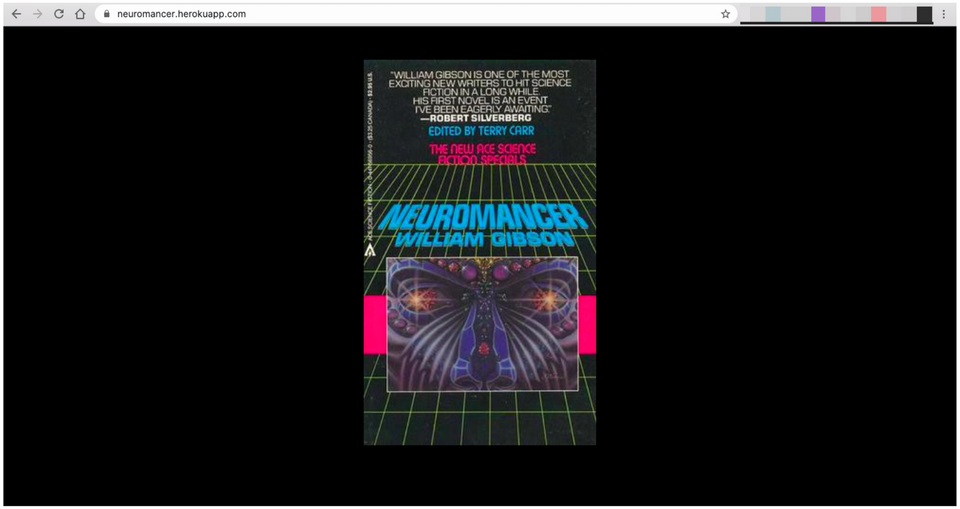 neuromancer.herokuapp.com
"WILLIAM GIBSON IS ONE OF THE MOST
EXCITING NEW WRITERS TO HIT SCIENCE
FICTION IN A LONG WHILE.
HIS FIRST NOVEL IS AN EVENT
I'VE BEEN EAGERLY AWAITING."
—ROBERT SILVERBERG
EDITED BY TERRY CARR
THE NEW ACE SCIENCE
FICTION SPECIALS
NEUROMANCER
WILLIAM GIBSON
ACE SCIENCE FICTION
($3.25 CANADA) • $2.95 U.S.